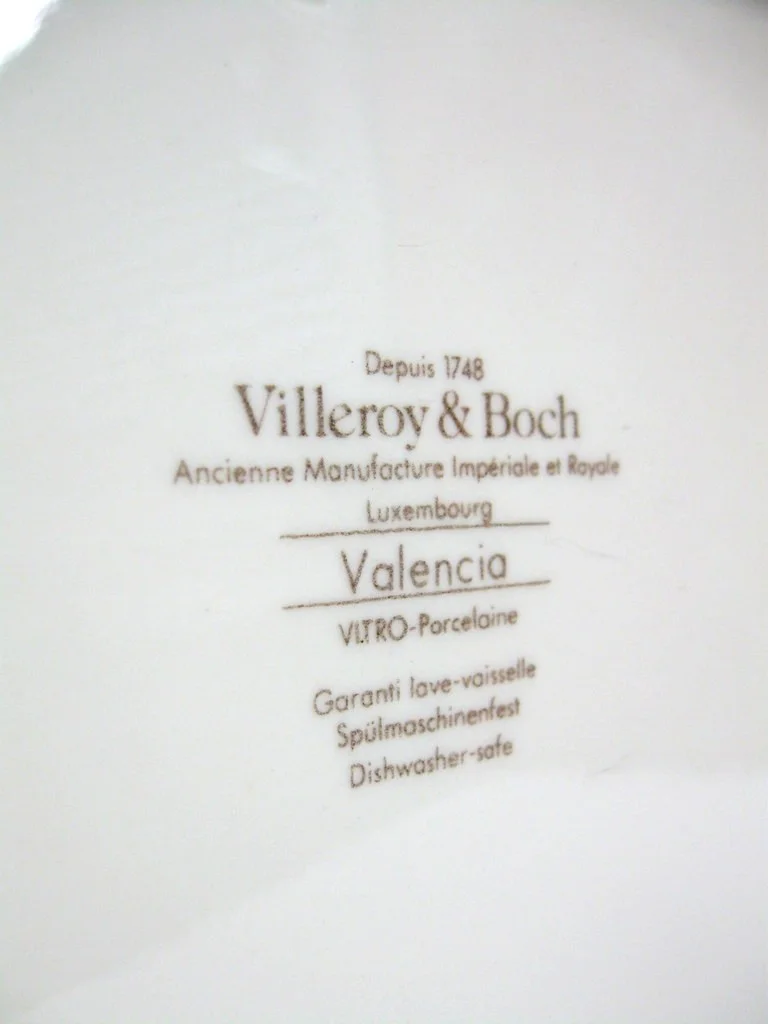 Depuis 1748
Villeroy & Boch
Ancienne Manufacture Impériale et Royale
Luxembourg
Valencia
VITRO-Porcelaine
Garanti lave-vaisselle
Spülmaschinenfest
Dishwasher-safe